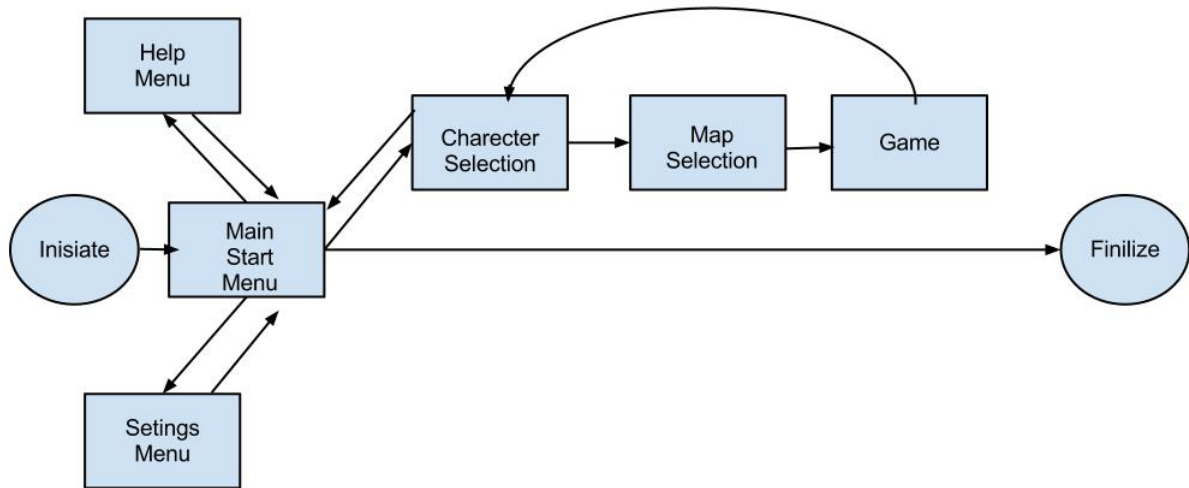 Help
Menu
Charecter
Selection
Map
Selection
Game
Inisiate
Main
Start
Menu
Finilize
Setings
Menu